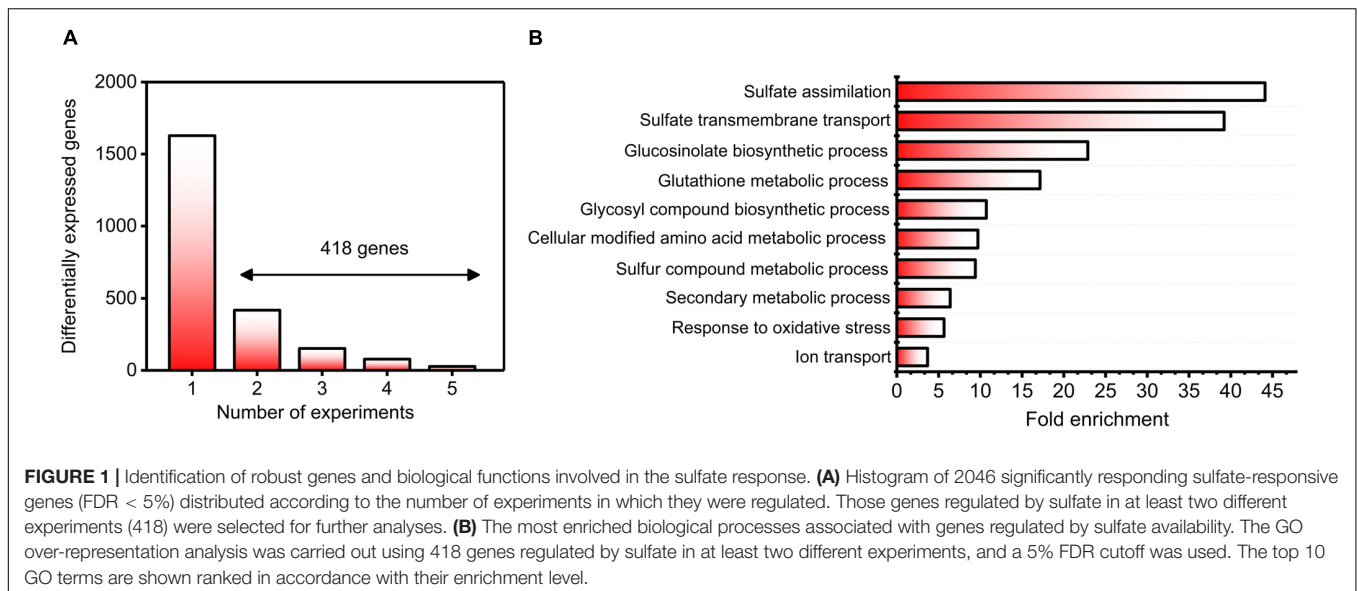 A
B
Differentially expressed genes
2000
1500
1000
500
0
418 genes
1 2 3 4 5
Number of experiments
Sulfate assimilation
Sulfate transmembrane transport
Glucosinolate biosynthetic process
Glutathione metabolic process
Glycosyl compound biosynthetic process
Cellular modified amino acid metabolic process
Sulfur compound metabolic process
Secondary metabolic process
Response to oxidative stress
Ion transport
0 5 10 15 20 25 30 35 40 45
Fold enrichment
FIGURE 1 | Identification of robust genes and biological functions involved in the sulfate response. (A) Histogram of 2046 significantly responding sulfate-responsive
genes (FDR < 5%) distributed according to the number of experiments in which they were regulated. Those genes regulated by sulfate in at least two different
experiments (418) were selected for further analyses. (B) The most enriched biological processes associated with genes regulated by sulfate availability. The GO
over-representation analysis was carried out using 418 genes regulated by sulfate in at least two different experiments, and a 5% FDR cutoff was used. The top 10
GO terms are shown ranked in accordance with their enrichment level.